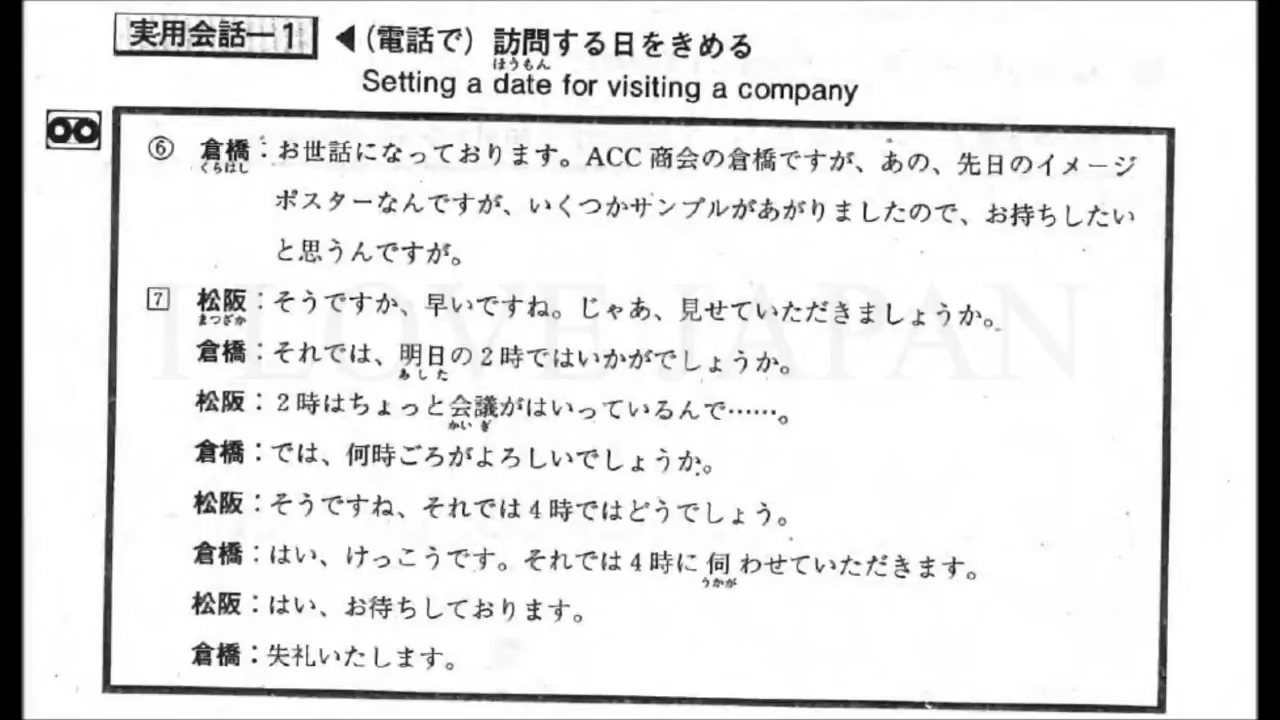 実用会話ー1 ◀(電話で)訪問する日をきめる
ほうもん
Setting a date for visiting a company
⑥ 倉橋:お世話になっております。ACC商会の倉橋ですが、あの、先日のイメージ
くらはし
ポスターなんですが、いくつかサンプルがあがりましたので、お持ちしたい
と思うんですが。
7 松阪:そうですか、早いですね。じゃあ、見せていただきましょうか。
まつざか
倉橋:それでは、明日の2時ではいかがでしょうか。
あした
松阪:2時はちょっと会議がはいっているんで……。
かいぎ
倉橋:では、何時ごろがよろしいでしょうか。
松阪:そうですね、それでは4時ではどうでしょう。
倉橋:はい、けっこうです。それでは4時に伺わせていただきます。
うかが
松阪:はい、お待ちしております。
倉橋:失礼いたします。
I LOVE JAPAN